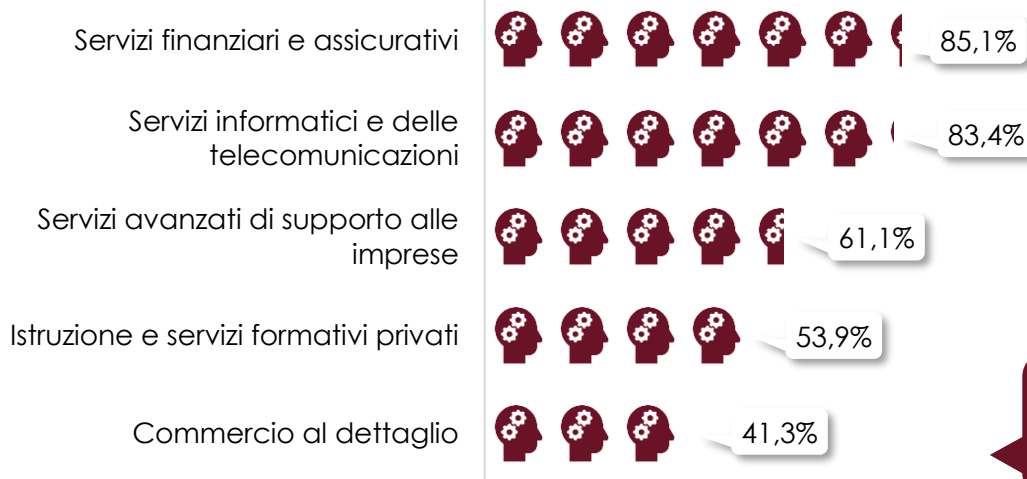 Servizi finanziari e assicurativi
85,1%
Servizi informatici e delle
telecomunicazioni
83,4%
Servizi avanzati di supporto alle
imprese
61,1%
Istruzione e servizi formativi privati
53,9%
Commercio al dettaglio
41,3%